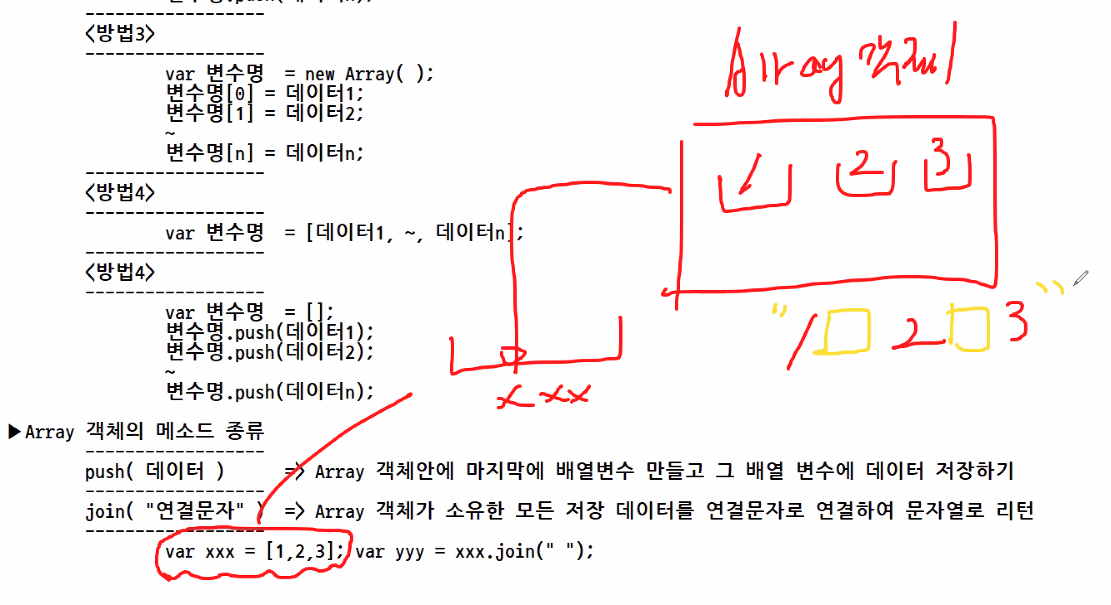 변수명.push( 데이터n);
------------------
<방법3>
------------------
var 변수명  = new Array( );
변수명[0] = 데이터1;
변수명[1] = 데이터2;
~
변수명[n] = 데이터n;
------------------
<방법4>
------------------
var 변수명  = [데이터1, ~, 데이터n];
------------------
<방법4>
------------------
var 변수명  = [];
변수명.push(데이터1);
변수명.push(데이터2);
~
변수명.push(데이터n);
▶Array 객체의 메소드 종류
------------------
push( 데이터 )      => Array 객체안에 마지막에 배열변수 만들고 그 배열 변수에 데이터 저장하기
------------------
join( "연결문자" )  => Array 객체가 소유한 모든 저장 데이터를 연결문자로 연결하여 문자열로 리턴
------------------
var xxx = [1,2,3]; var yyy = xxx.join(" ");
Array 객체
1 2 3
" 1 2 3 "
xxx